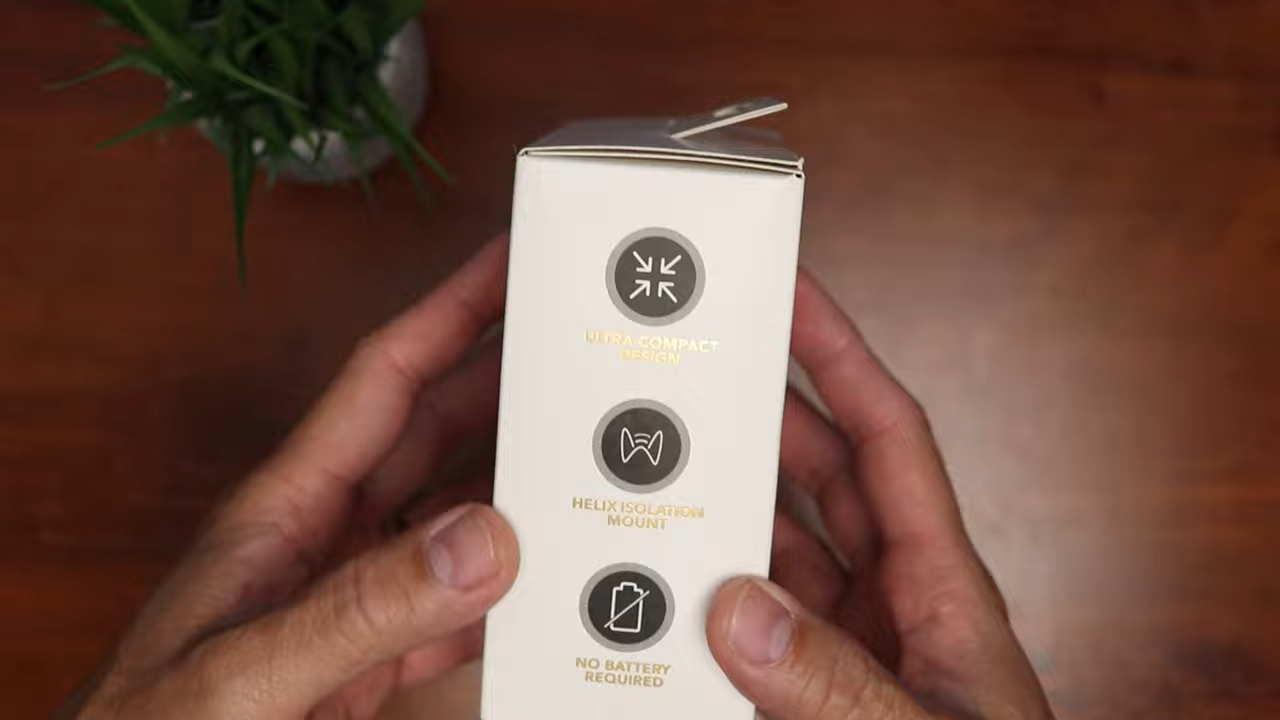 ULTRA-COMPACT
DESIGN
HELIX ISOLATION
MOUNT
NO BATTERY
REQUIRED